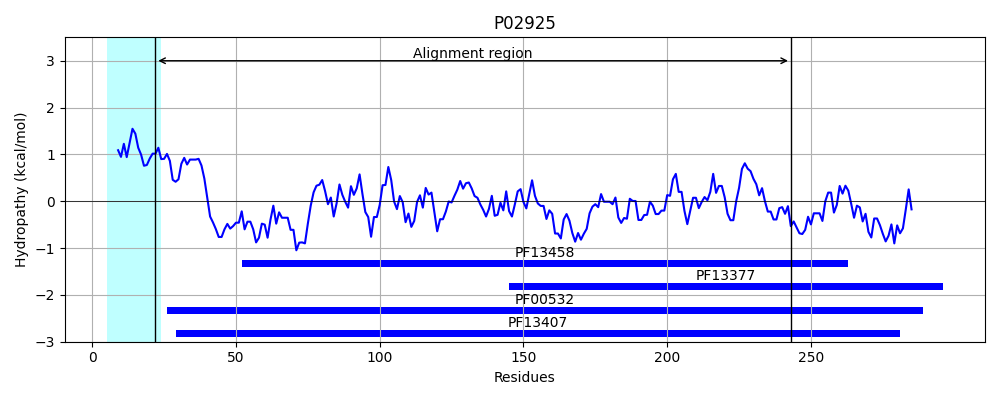 P02925
Alignment region
Hydropathy (kcal/mol)
3
2
1
0
−1
−2
−3
PF13458
PF13377
PF00532
PF13407
0 50 100 150 200 250
Residues